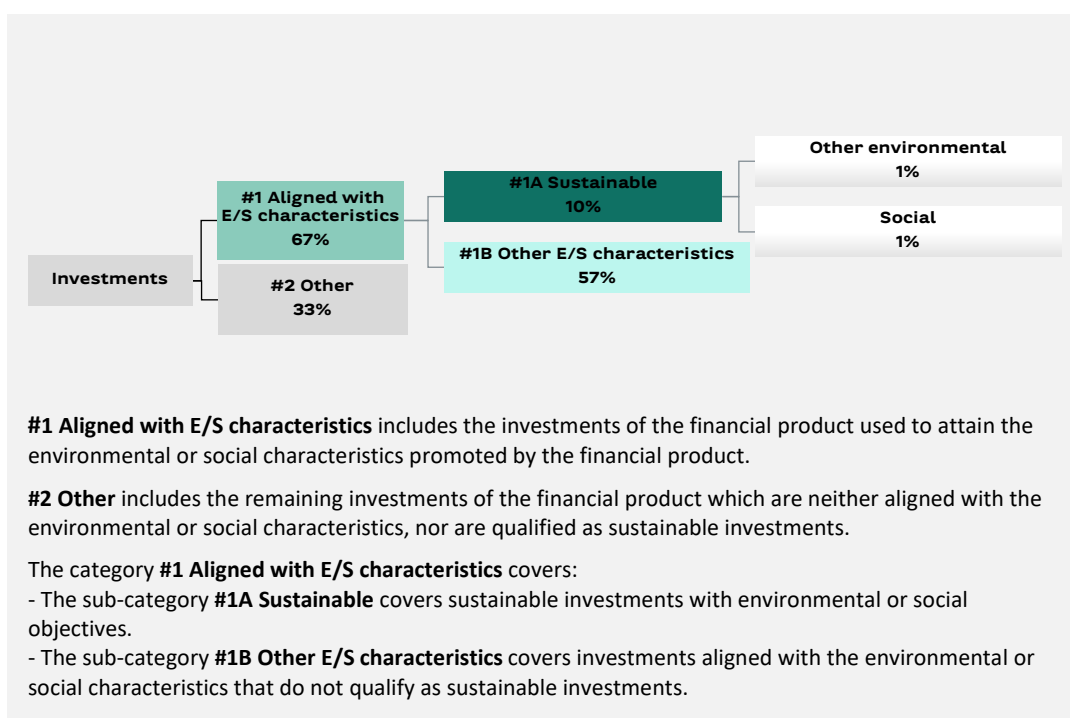 Other environmental
1%
#1A Sustainable
10%
#1 Aligned with
E/S characteristics
67%
Social
1%
#1B Other E/S characteristics
57%
Investments
#2 Other
33%
#1 Aligned with E/S characteristics includes the investments of the financial product used to attain the
environmental or social characteristics promoted by the financial product.
#2 Other includes the remaining investments of the financial product which are neither aligned with the
environmental or social characteristics, nor are qualified as sustainable investments.
The category #1 Aligned with E/S characteristics covers:
- The sub-category #1A Sustainable covers sustainable investments with environmental or social
objectives.
- The sub-category #1B Other E/S characteristics covers investments aligned with the environmental or
social characteristics that do not qualify as sustainable investments.